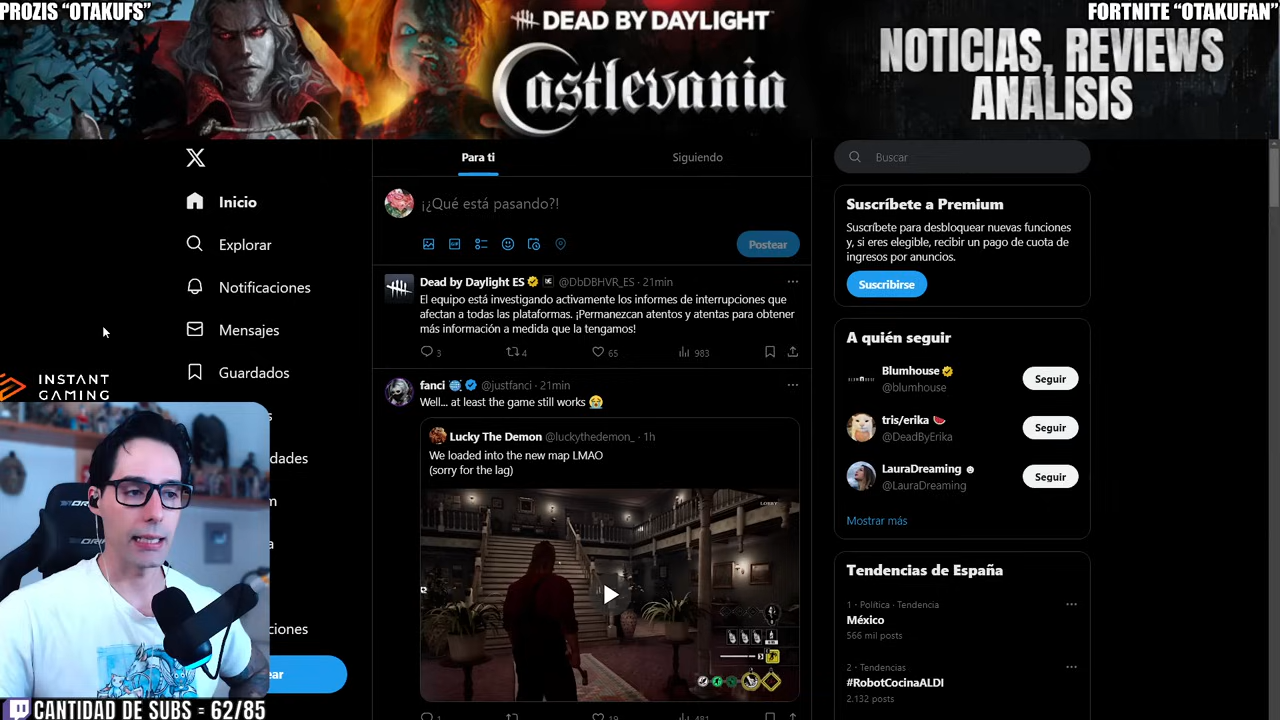 PROZIS “OTAKUFS”
DEAD BY DAYLIGHT™
Castlevania
FORTNITE “OTAKUFAN”
NOTICIAS, REVIEWS
ANALISIS
Inicio
Explorar
Notificaciones
Mensajes
Guardados
INSTANT
GAMING
Para ti
Siguiendo
¡¿Qué está pasando?!
Postear
Dead by Daylight ES @DbDBHVR_ES · 21min
El equipo está investigando activamente los informes de interrupciones que
afectan a todas las plataformas. ¡Permanezcan atentos y atentas para obtener
más información a medida que la tengamos!
3 4 65 983
fanci @justfanci · 21min
Well... at least the game still works
Lucky The Demon @luckythedemon_ · 1h
We loaded into the new map LMAO
(sorry for the lag)
19 481
Buscar
Suscríbete a Premium
Suscríbete para desbloquear nuevas funciones
y, si eres elegible, recibir un pago de cuota de
ingresos por anuncios.
Suscribirse
A quién seguir
Blumhouse
@blumhouse
Seguir
tris/erika
@DeadByErika
Seguir
LauraDreaming
@LauraDreaming
Seguir
Mostrar más
Tendencias de España
1 · Política · Tendencia
México
566 mil posts
2 · Tendencias
#RobotCocinaALDI
2.132 posts
CANTIDAD DE SUBS = 62/85